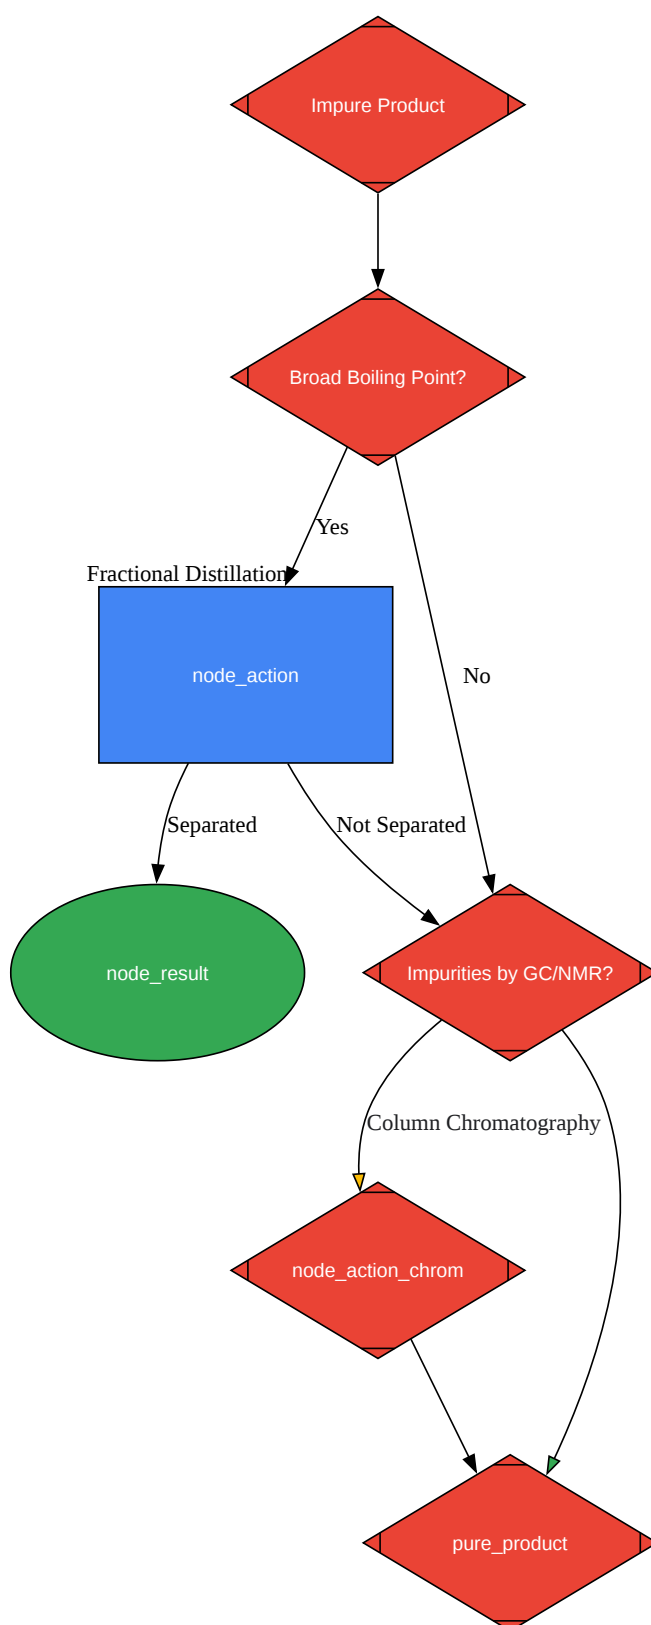 Impure Product
Broad Boiling Point?
Yes
Fractional Distillation
node_action
No
Separated
Not Separated
node_result
Impurities by GC/NMR?
Column Chromatography
node_action_chrom
pure_product